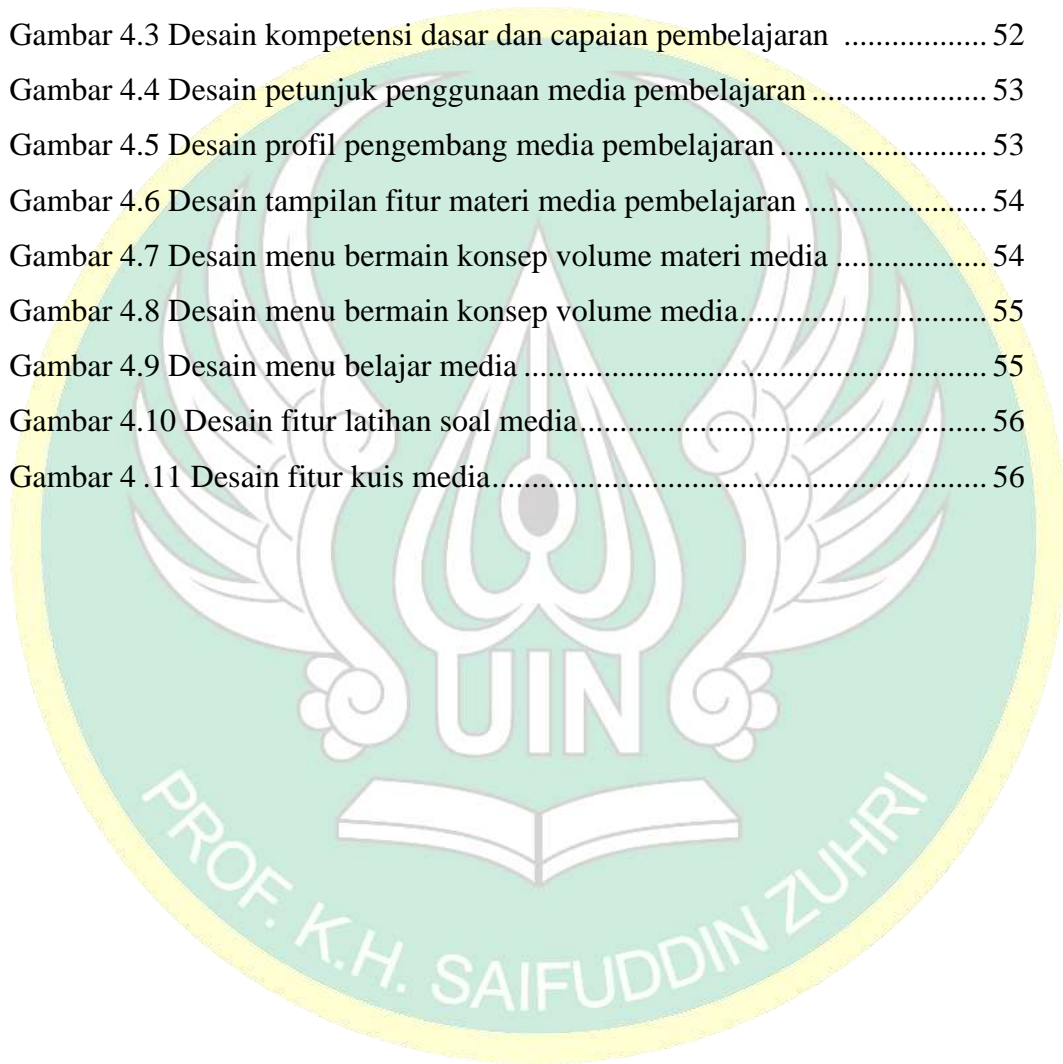 Gambar 4.3 Desain kompetensi dasar dan capaian pembelajaran .................. 52
Gambar 4.4 Desain petunjuk penggunaan media pembelajaran ...................... 53
Gambar 4.5 Desain profil pengembang media pembelajaran .......................... 53
Gambar 4.6 Desain tampilan fitur materi media pembelajaran ....................... 54
Gambar 4.7 Desain menu bermain konsep volume materi media ................... 54
Gambar 4.8 Desain menu bermain konsep volume media............................... 55
Gambar 4.9 Desain menu belajar media .......................................................... 55
Gambar 4.10 Desain fitur latihan soal media................................................... 56
Gambar 4 .11 Desain fitur kuis media.............................................................. 56
UIN
PROF. K.H. SAIFUDDIN ZUHRI